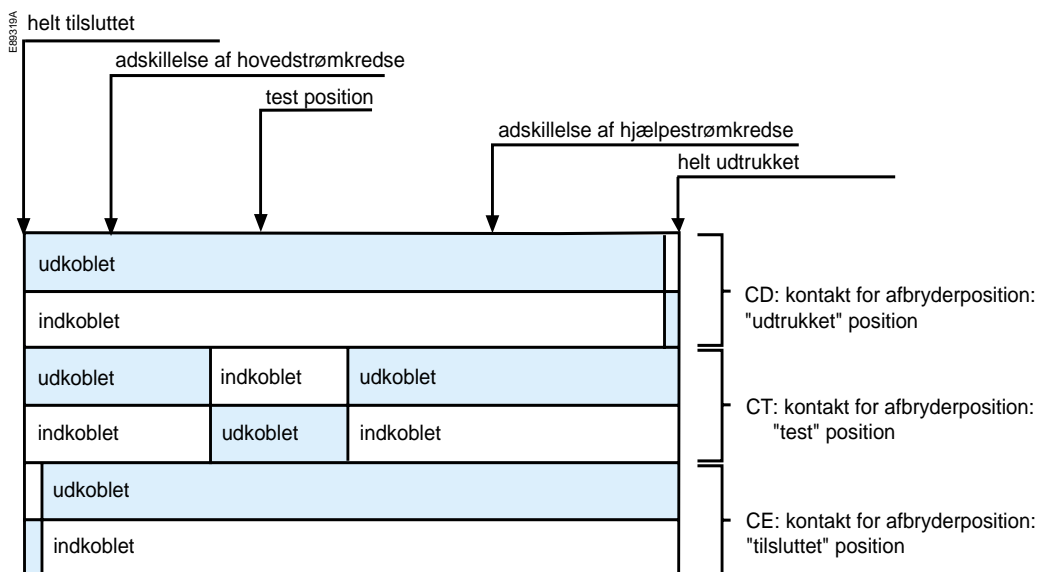 E89319A
helt tilsluttet
adskillelse af hovedstrømkredse
test position
adskillelse af hjælpestrømkredse
helt udtrukket
udkoblet
indkoblet
CD: kontakt for afbryderposition:
"udtrukket" position
udkoblet indkoblet udkoblet
indkoblet udkoblet indkoblet
CT: kontakt for afbryderposition:
"test" position
udkoblet
indkoblet
CE: kontakt for afbryderposition:
"tilsluttet" position